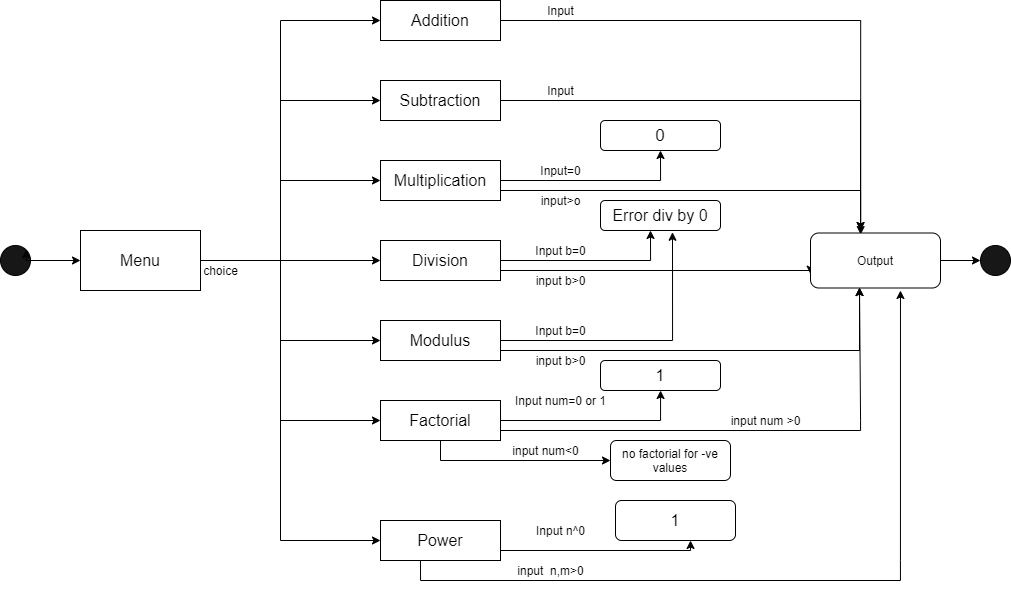 Addition
Input
Subtraction
Input
0
Multiplication
Input=0
input>o
Error div by 0
Menu
choice
Division
Input b=0
input b>0
Output
Modulus
Input b=0
input b>0
1
Factorial
Input num=0 or 1
input num >0
input num<0
no factorial for -ve
values
1
Power
Input n^0
input  n,m>0